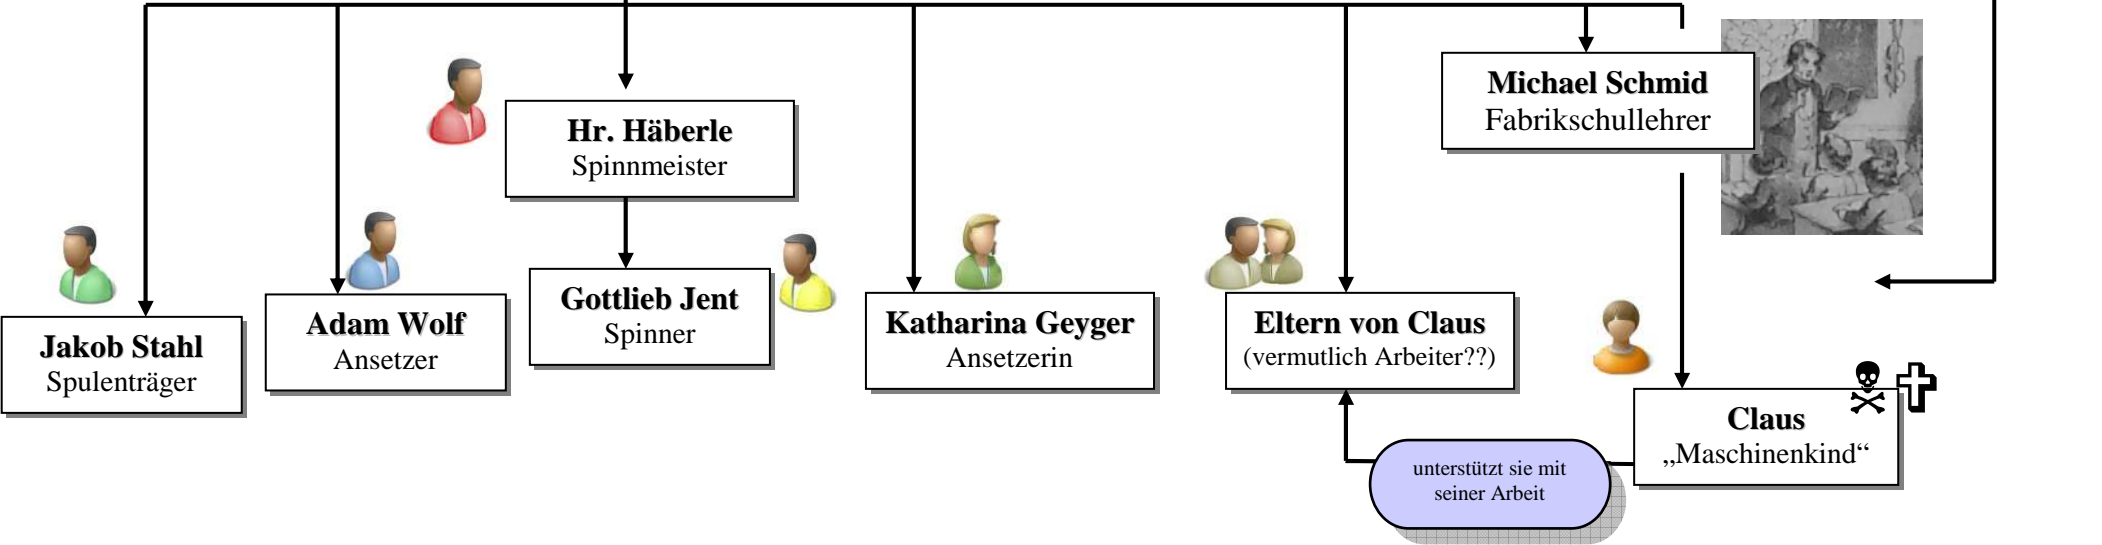 Michael Schmid
Fabrikschullehrer
Hr. Häberle
Spinnmeister
Jakob Stahl
Spulenträger
Adam Wolf
Ansetzer
Gottlieb Jent
Spinner
Katharina Geyger
Ansetzerin
Eltern von Claus
(vermutlich Arbeiter??)
Claus
„Maschinenkind“
unterstützt sie mit
seiner Arbeit